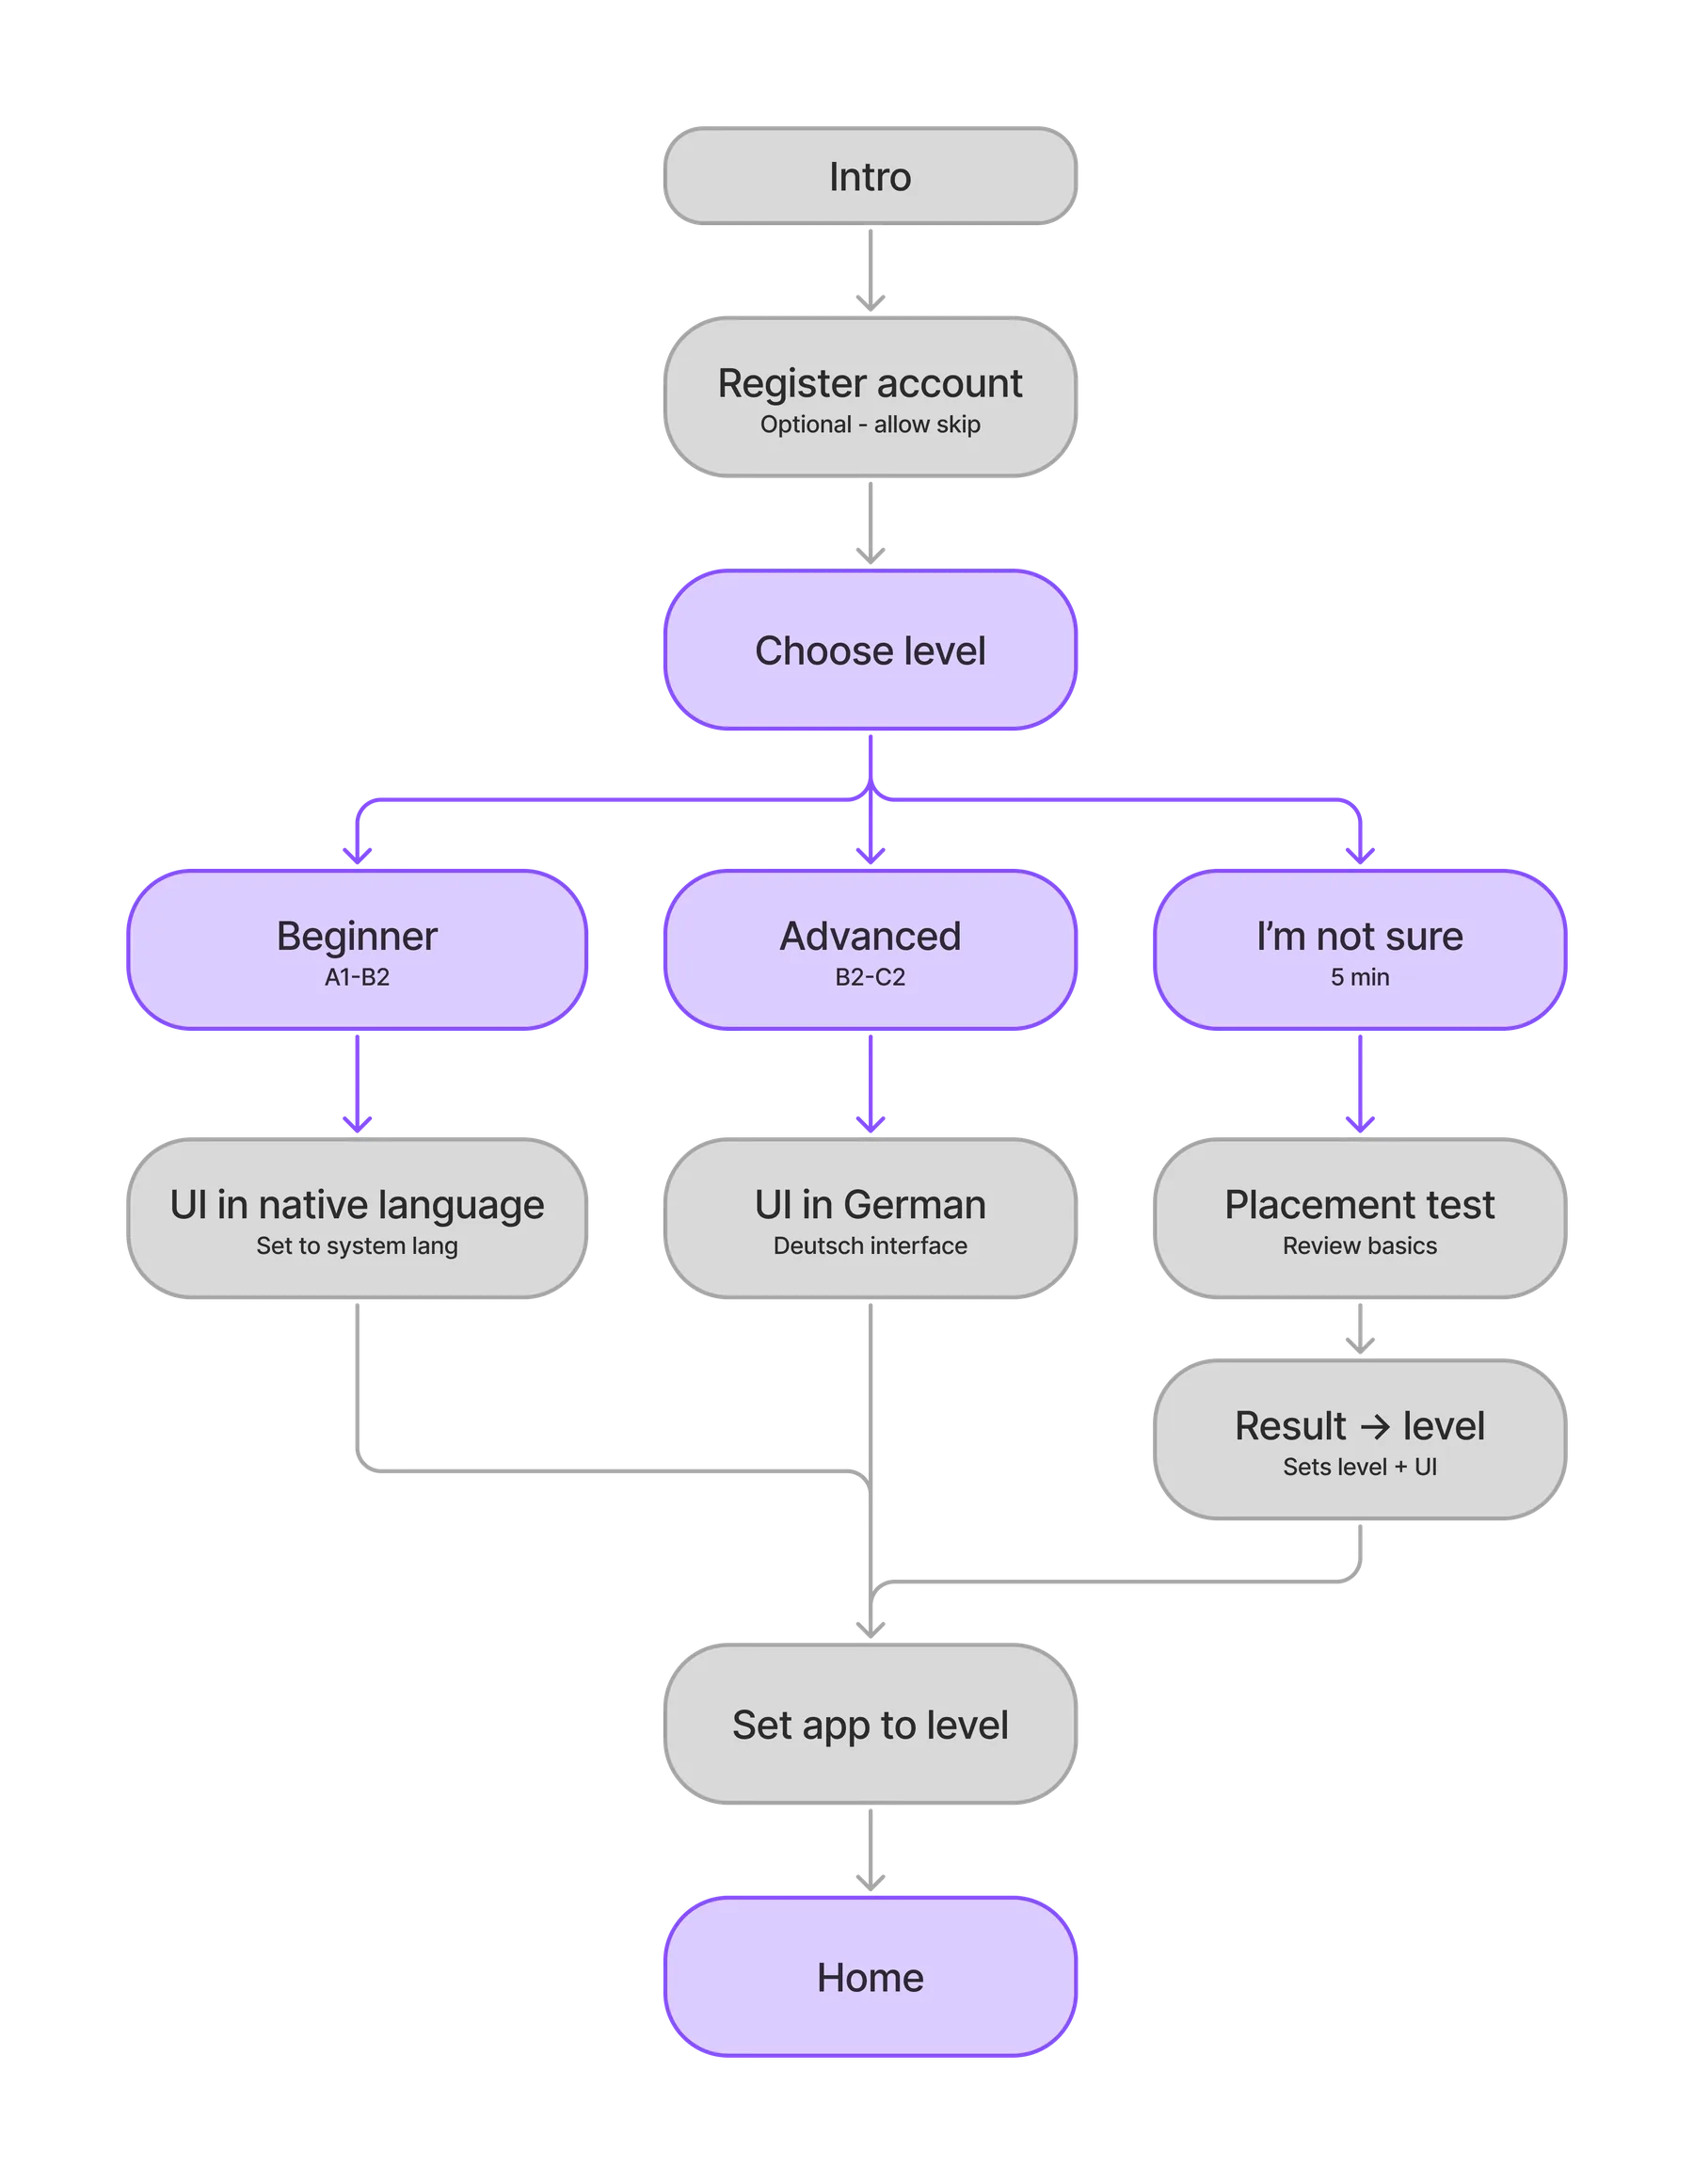 Intro
Register account
Optional - allow skip
Choose level
Beginner
A1-B2
Advanced
B2-C2
I’m not sure
5 min
UI in native language
Set to system lang
UI in German
Deutsch interface
Placement test
Review basics
Result → level
Sets level + UI
Set app to level
Home